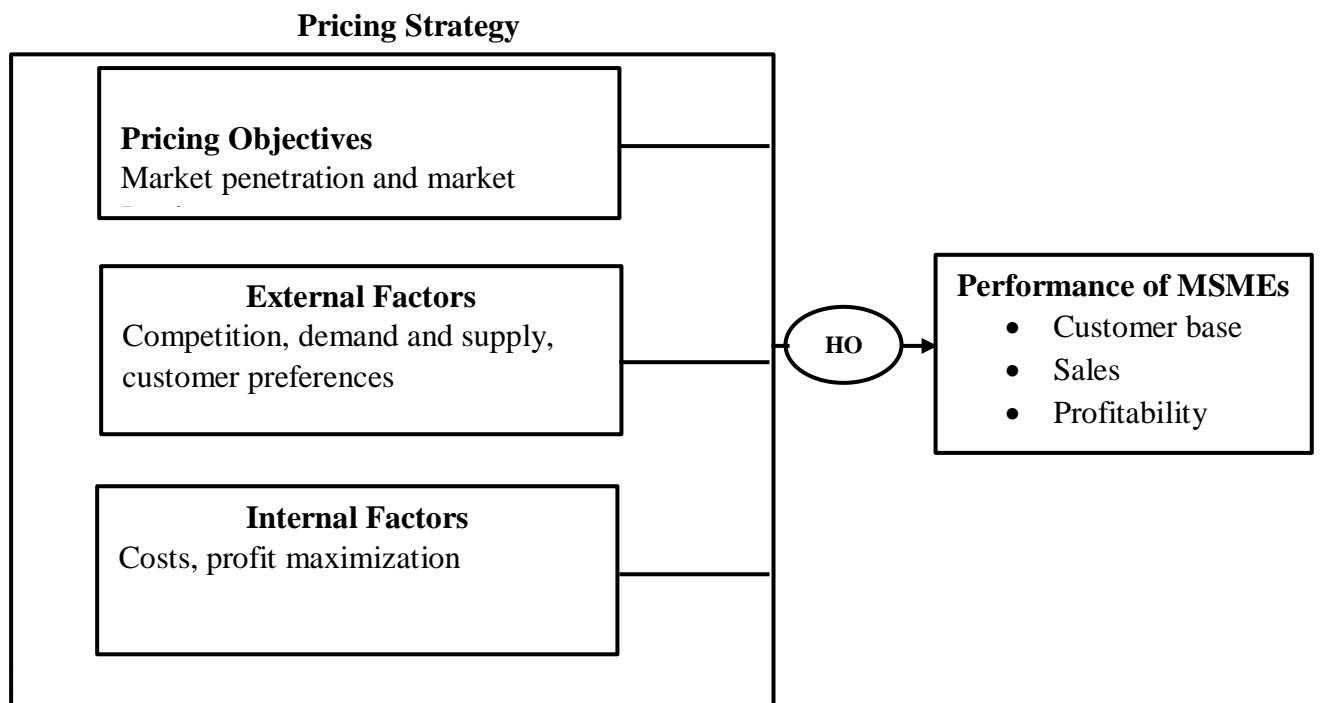 Pricing Strategy
Pricing Objectives
Market penetration and market
External Factors
Competition, demand and supply,
customer preferences
Internal Factors
Costs, profit maximization
HO
Performance of MSMEs
• Customer base
• Sales
• Profitability